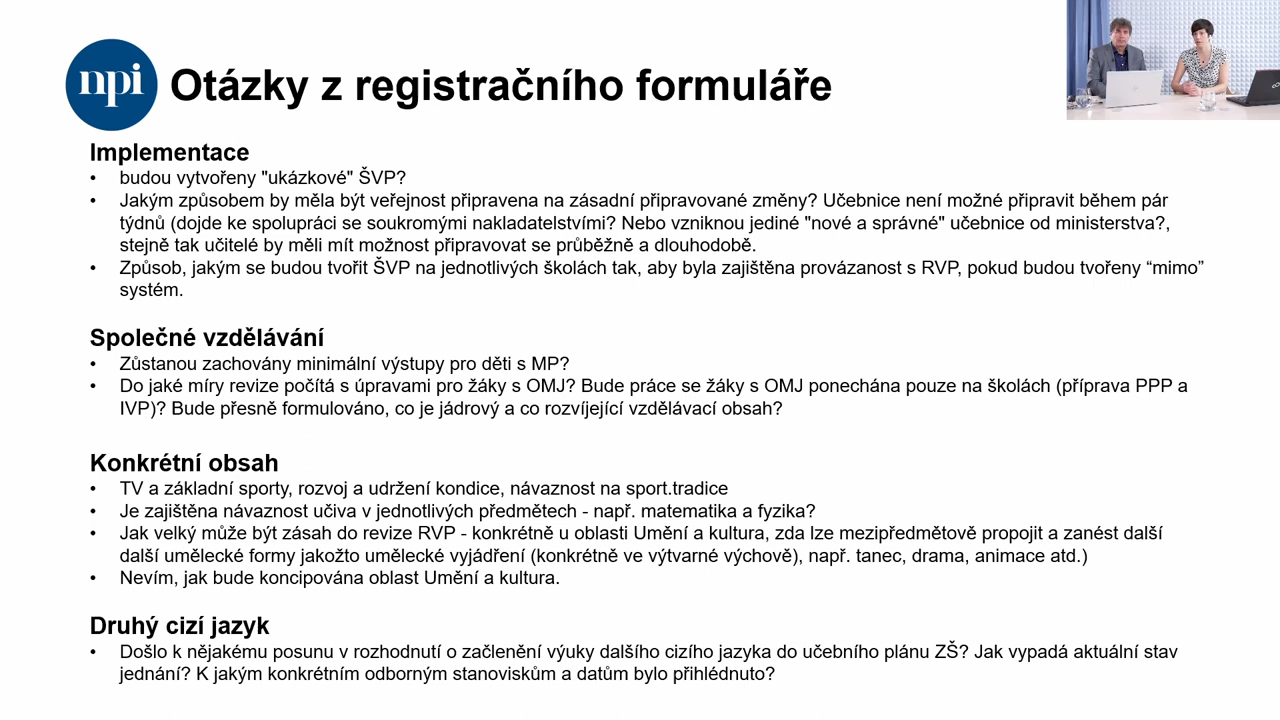 npi
Otázky z registračního formuláře
Implementace
• budou vytvořeny "ukázkové" ŠVP?
• Jakým způsobem by měla být veřejnost připravena na zásadní připravované změny? Učebnice není možné připravit během pár
týdnů (dojde ke spolupráci se soukromými nakladatelstvími? Nebo vzniknou jediné "nové a správné" učebnice od ministerstva?,
stejně tak učitelé by měli mít možnost připravovat se průběžně a dlouhodobě.
• Způsob, jakým se budou tvořit ŠVP na jednotlivých školách tak, aby byla zajištěna provázanost s RVP, pokud budou tvořeny “mimo”
systém.
Společné vzdělávání
• Zůstanou zachovány minimální výstupy pro děti s MP?
• Do jaké míry revize počítá s úpravami pro žáky s OMJ? Bude práce se žáky s OMJ ponechána pouze na školách (příprava PPP a
IVP)? Bude přesně formulováno, co je jádrový a co rozvíjející vzdělávací obsah?
Konkrétní obsah
• TV a základní sporty, rozvoj a udržení kondice, návaznost na sport.tradice
• Je zajištěna návaznost učiva v jednotlivých předmětech - např. matematika a fyzika?
• Jak velký může být zásah do revize RVP - konkrétně u oblasti Umění a kultura, zda lze mezipředmětově propojit a zanést další
další umělecké formy jakožto umělecké vyjádření (konkrétně ve výtvarné výchově), např. tanec, drama, animace atd.)
• Nevím, jak bude koncipována oblast Umění a kultura.
Druhý cizí jazyk
• Došlo k nějakému posunu v rozhodnutí o začlenění výuky dalšího cizího jazyka do učebního plánu ZŠ? Jak vypadá aktuální stav
jednání? K jakým konkrétním odborným stanoviskům a datům bylo přihlédnuto?